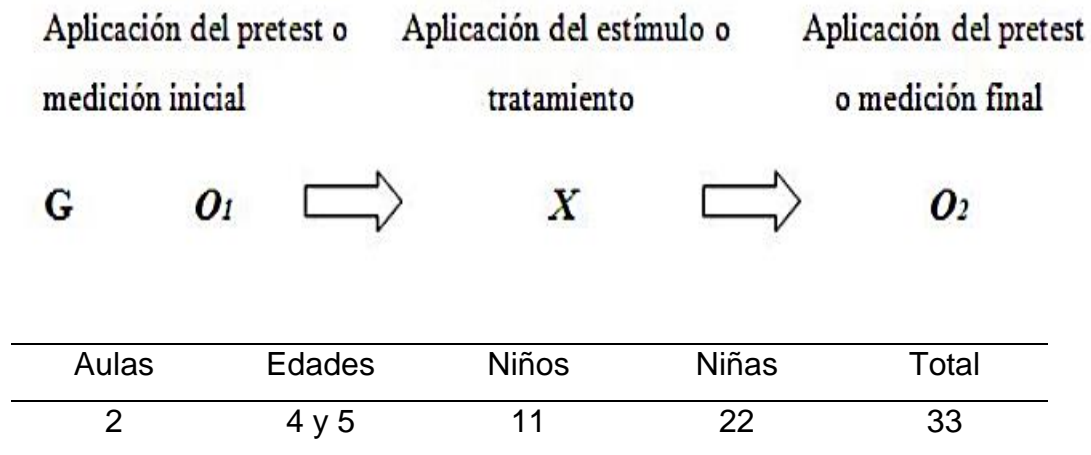 Aplicación del pretest o Aplicación del estímulo o Aplicación del pretest
medición inicial tratamiento o medición final
G O1 X O2
Aulas Edades Niños Niñas Total
2 4 y 5 11 22 33